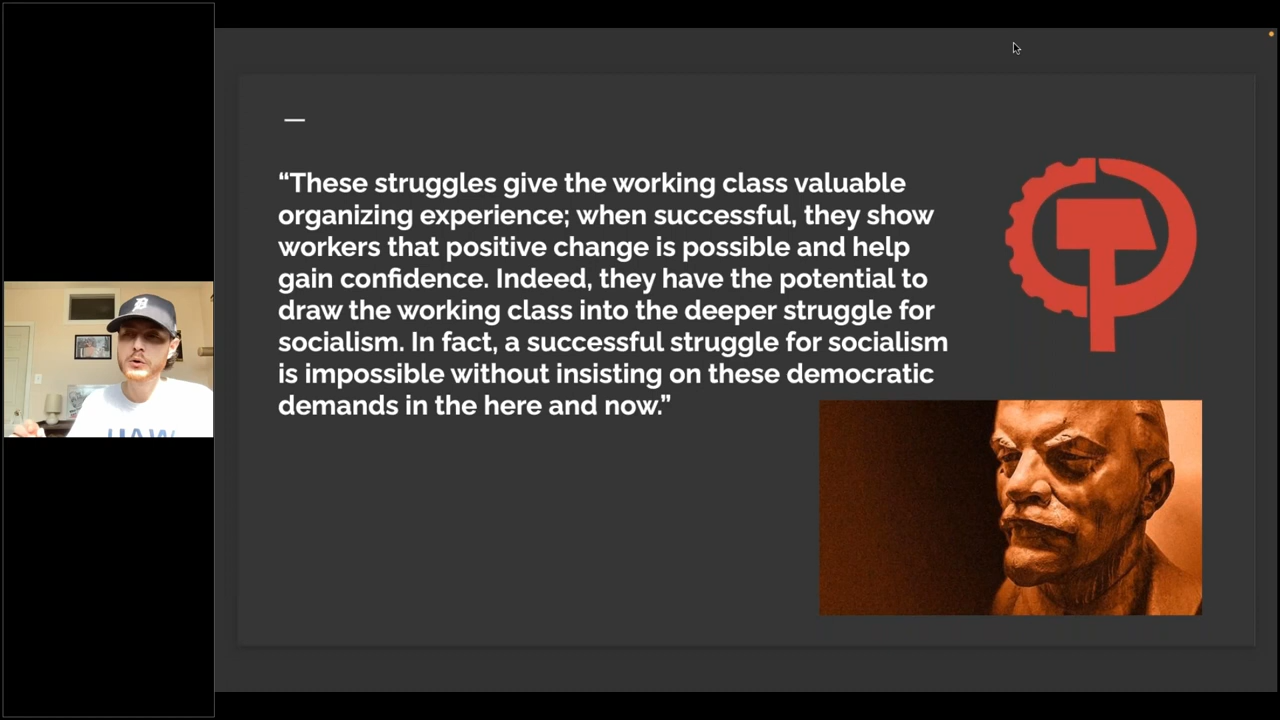 “These struggles give the working class valuable
organizing experience; when successful, they show
workers that positive change is possible and help
gain confidence. Indeed, they have the potential to
draw the working class into the deeper struggle for
socialism. In fact, a successful struggle for socialism
is impossible without insisting on these democratic
demands in the here and now.”
UAW